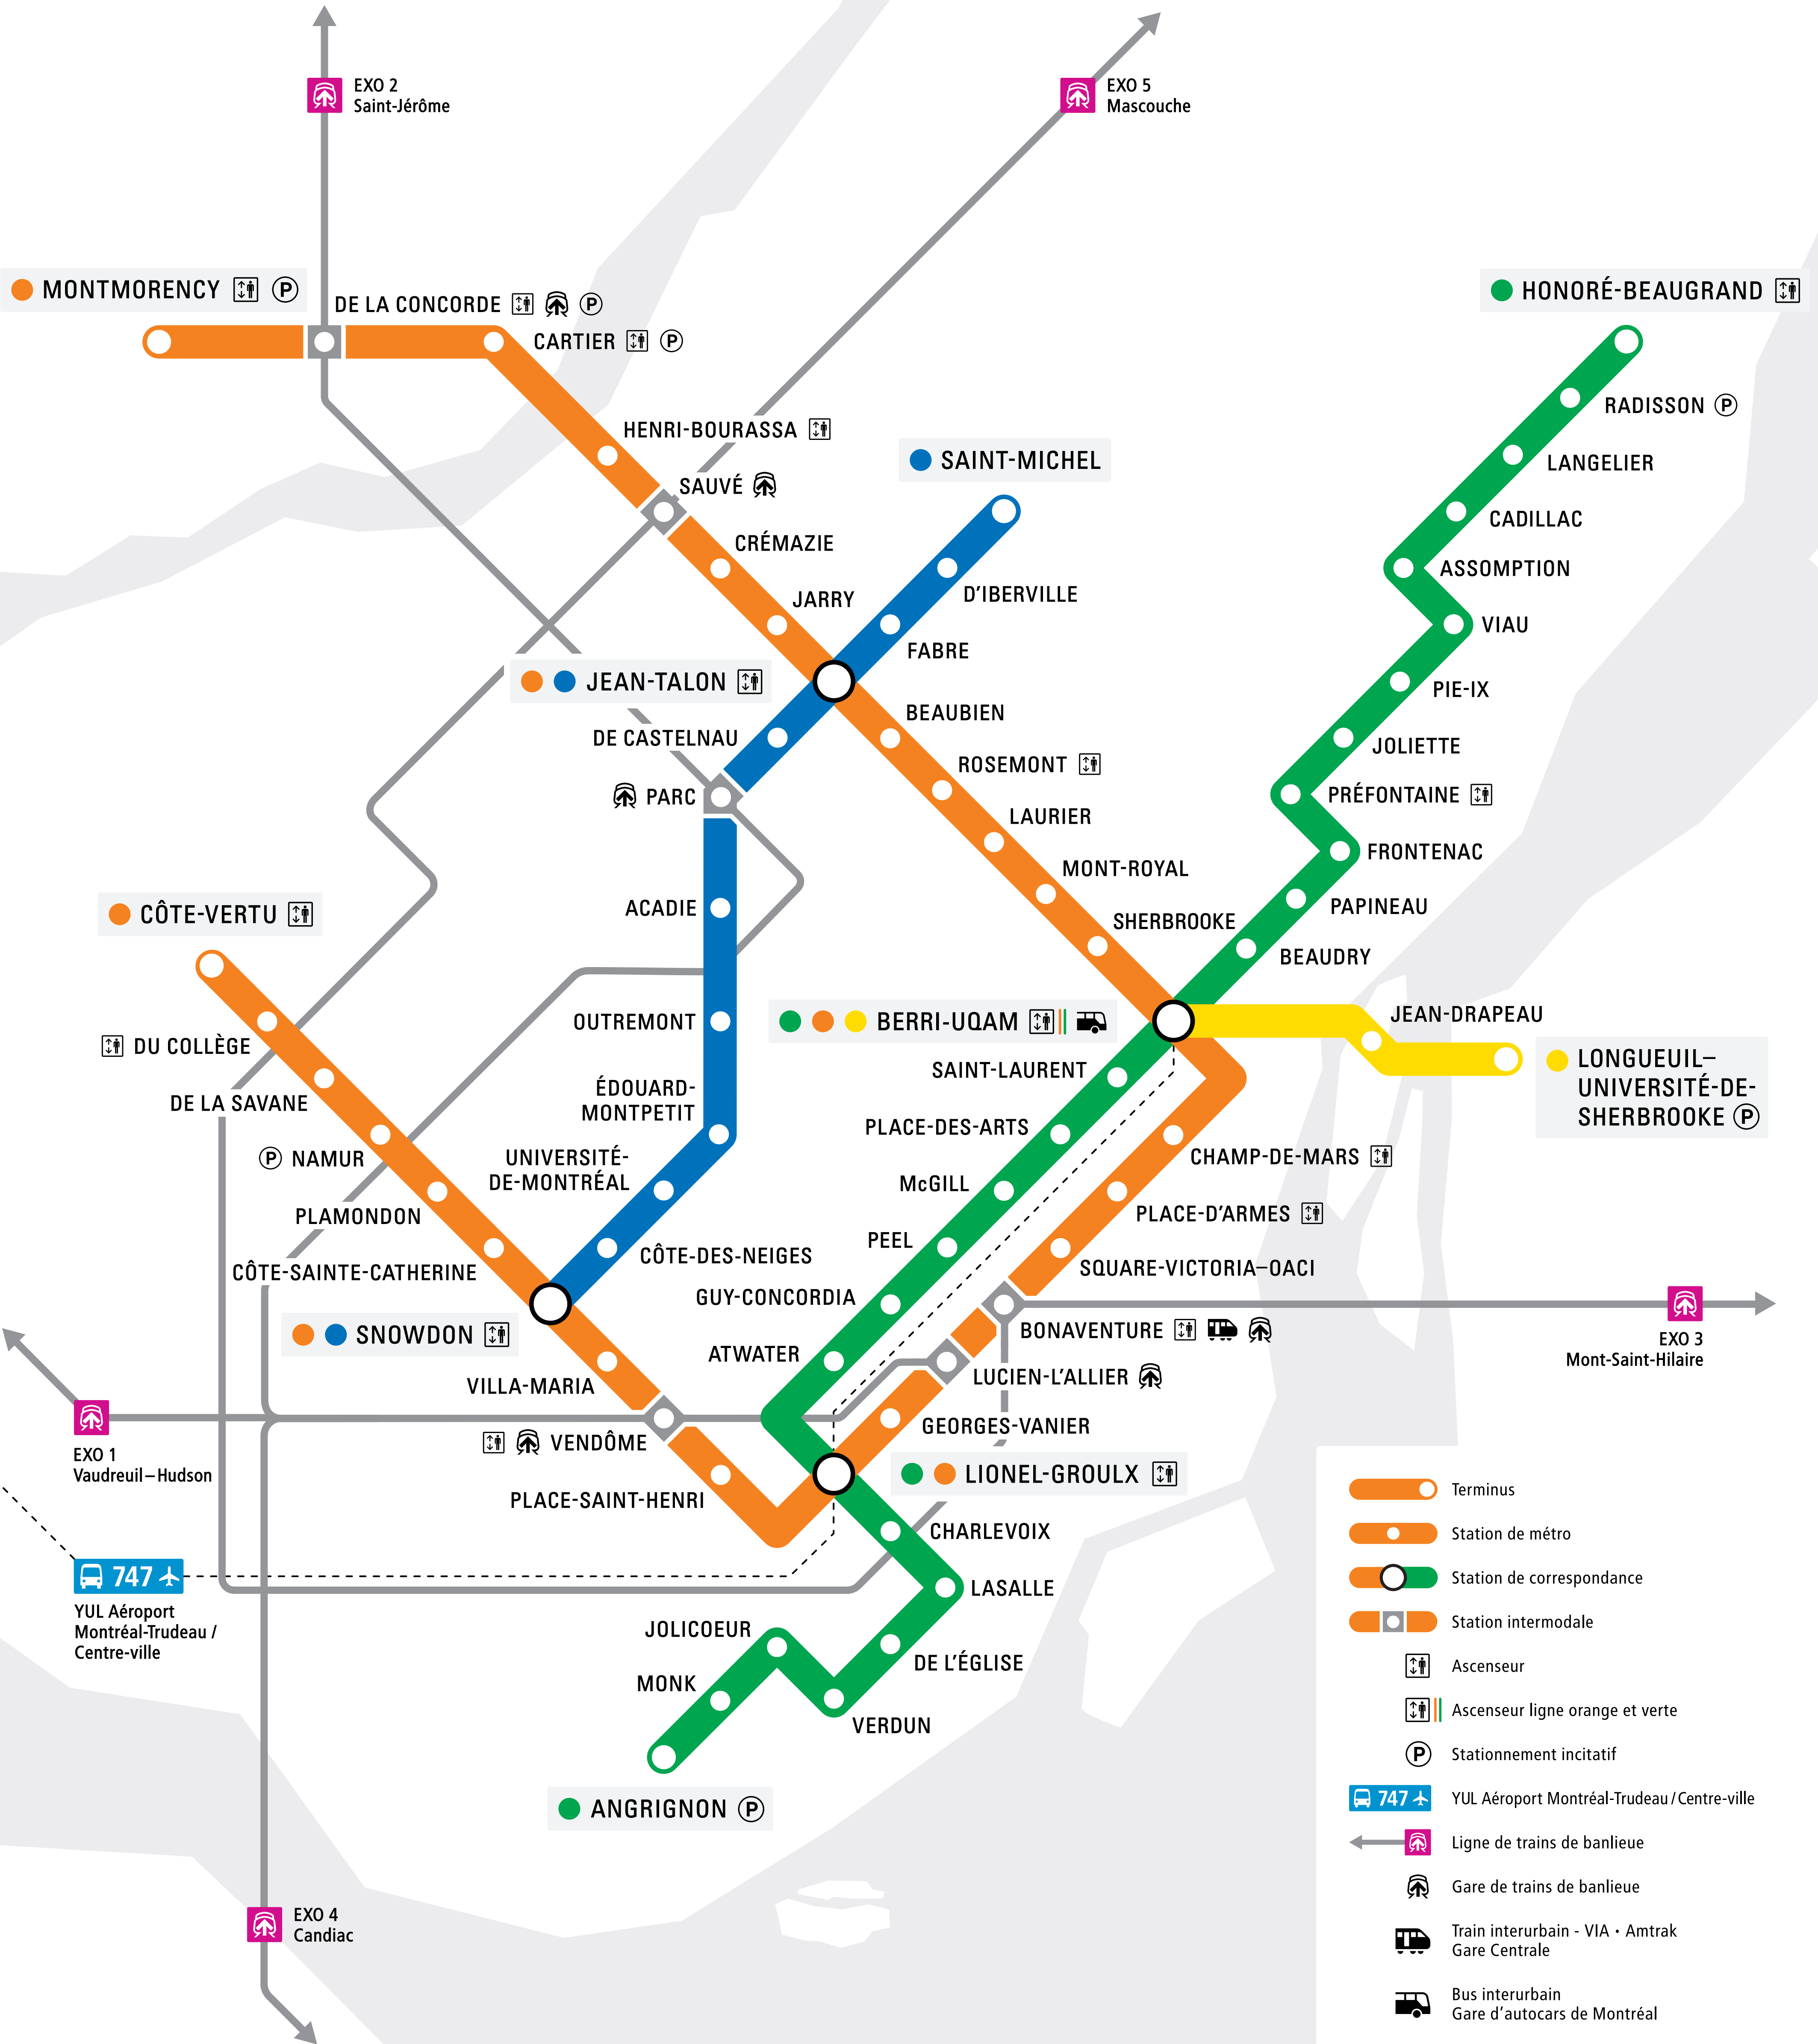 EXO 2
Saint-Jérôme
EXO 5
Mascouche
MONTMORENCY P
DE LA CONCORDE P
CARTIER P
HONORÉ-BEAUGRAND
RADISSON P
HENRI-BOURASSA
SAINT-MICHEL
LANGELIER
SAUVÉ
CADILLAC
CRÉMAZIE
ASSOMPTION
D'IBERVILLE
JARRY
VIAU
FABRE
JEAN-TALON
PIE-IX
BEAUBIEN
DE CASTELNAU
JOLIETTE
ROSEMONT
PARC
PRÉFONTAINE
LAURIER
FRONTENAC
MONT-ROYAL
CÔTE-VERTU
ACADIE
PAPINEAU
SHERBROOKE
BEAUDRY
JEAN-DRAPEAU
OUTREMONT
BERRI-UQAM
DU COLLÈGE
LONGUEUIL–
UNIVERSITÉ-DE-
SHERBROOKE P
SAINT-LAURENT
ÉDOUARD-
MONTPETIT
DE LA SAVANE
PLACE-DES-ARTS
P NAMUR
UNIVERSITÉ-
DE-MONTRÉAL
CHAMP-DE-MARS
McGILL
PLAMONDON
PLACE-D'ARMES
PEEL
CÔTE-DES-NEIGES
CÔTE-SAINTE-CATHERINE
SQUARE-VICTORIA–OACI
GUY-CONCORDIA
SNOWDON
BONAVENTURE
EXO 3
Mont-Saint-Hilaire
ATWATER
VILLA-MARIA
LUCIEN-L'ALLIER
GEORGES-VANIER
VENDÔME
EXO 1
Vaudreuil–Hudson
LIONEL-GROULX
PLACE-SAINT-HENRI
CHARLEVOIX
747
YUL Aéroport
Montréal-Trudeau /
Centre-ville
LASALLE
JOLICOEUR
DE L'ÉGLISE
MONK
VERDUN
ANGRIGNON P
EXO 4
Candiac
Terminus
Station de métro
Station de correspondance
Station intermodale
Ascenseur
Ascenseur ligne orange et verte
P Stationnement incitatif
747 YUL Aéroport Montréal-Trudeau / Centre-ville
Ligne de trains de banlieue
Gare de trains de banlieue
Train interurbain - VIA • Amtrak
Gare Centrale
Bus interurbain
Gare d'autocars de Montréal